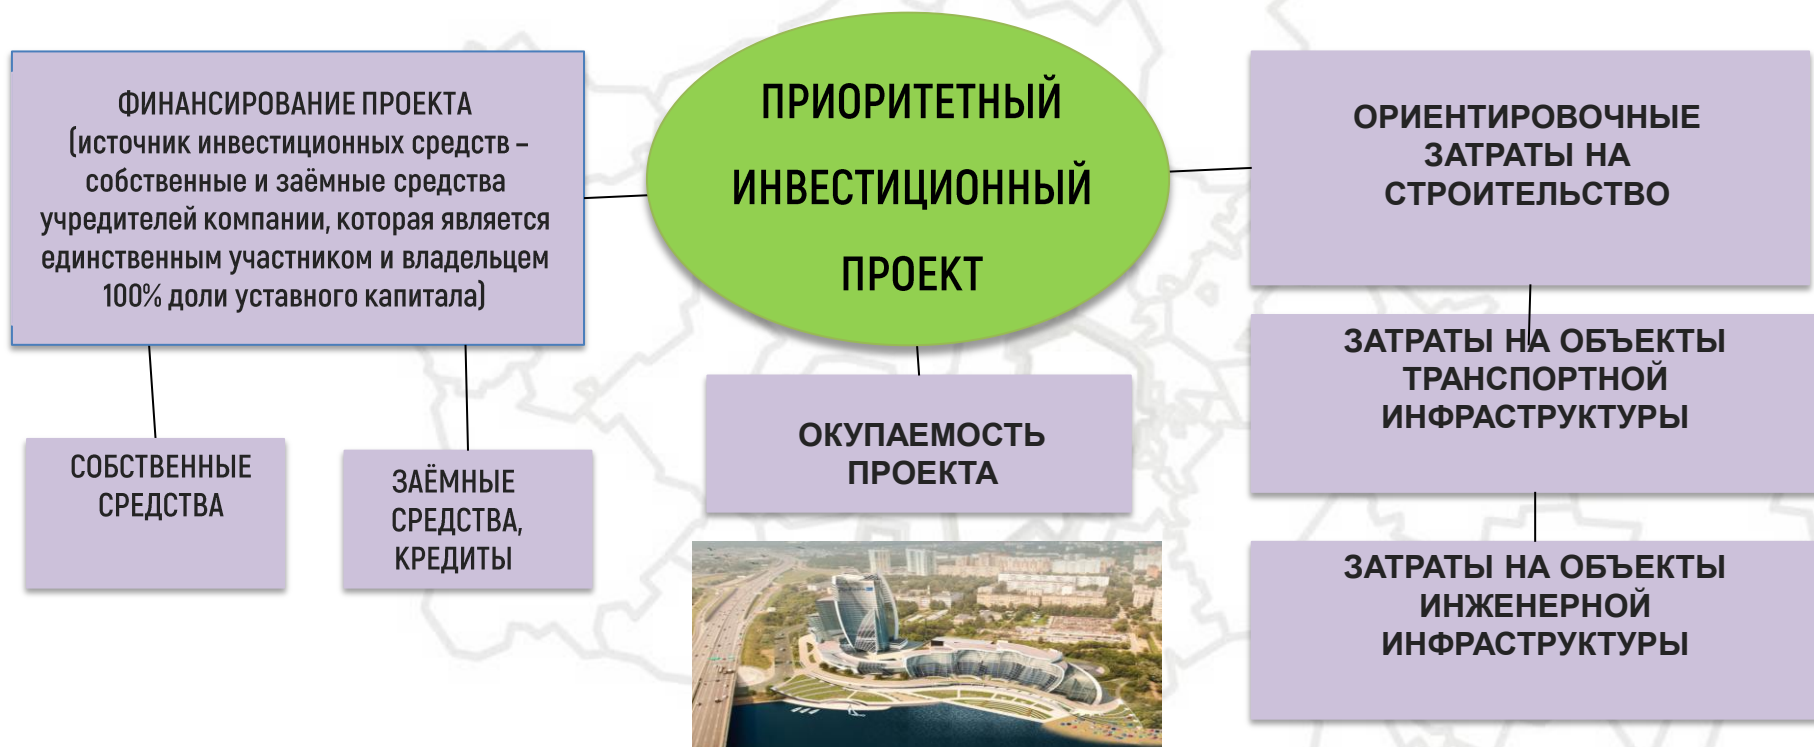 ФИНАНСИРОВАНИЕ ПРОЕКТА
(источник инвестиционных средств –
собственные и заёмные средства
учредителей компании, которая является
единственным участником и владельцем
100% доли уставного капитала)
СОБСТВЕННЫЕ
СРЕДСТВА
ЗАЁМНЫЕ
СРЕДСТВА,
КРЕДИТЫ
ПРИОРИТЕТНЫЙ
ИНВЕСТИЦИОННЫЙ
ПРОЕКТ
ОКУПАЕМОСТЬ
ПРОЕКТА
ОРИЕНТИРОВОЧНЫЕ
ЗАТРАТЫ НА
СТРОИТЕЛЬСТВО
ЗАТРАТЫ НА ОБЪЕКТЫ
ТРАНСПОРТНОЙ
ИНФРАСТРУКТУРЫ
ЗАТРАТЫ НА ОБЪЕКТЫ
ИНЖЕНЕРНОЙ
ИНФРАСТРУКТУРЫ